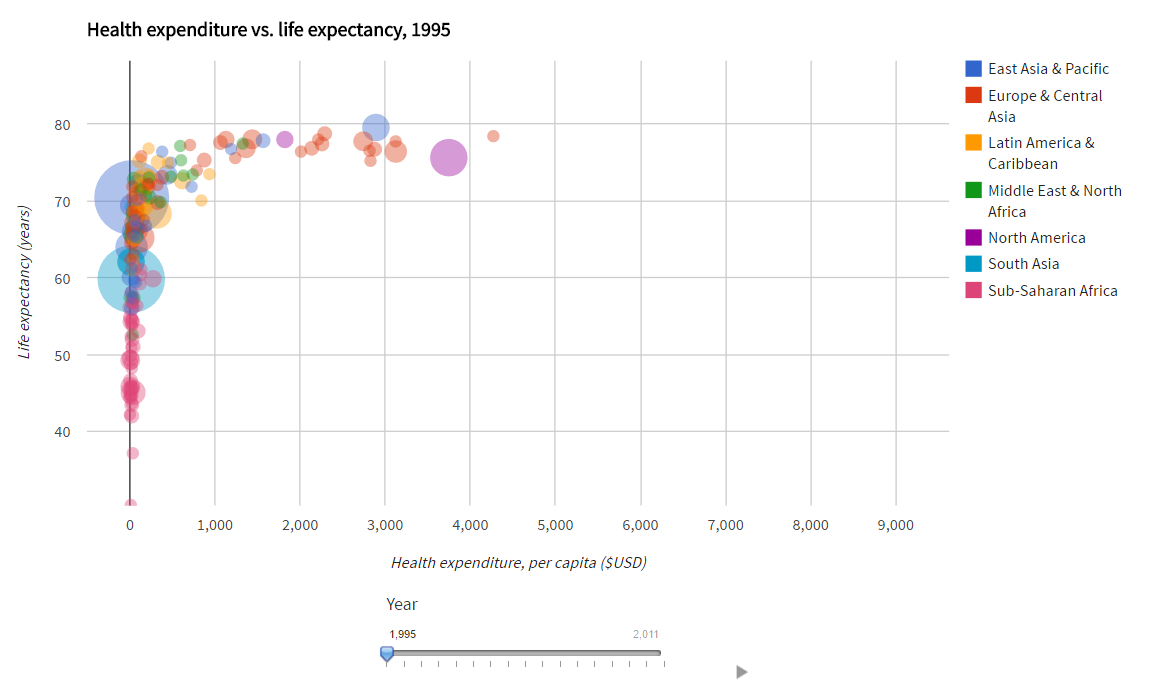 Health expenditure vs. life expectancy, 1995
East Asia & Pacific
Europe & Central
Asia
Latin America &
Caribbean
Middle East & North
Africa
North America
South Asia
Sub-Saharan Africa
Life expectancy (years)
80
70
60
50
40
0 1,000 2,000 3,000 4,000 5,000 6,000 7,000 8,000 9,000
Health expenditure, per capita ($USD)
Year
1,995 2,011